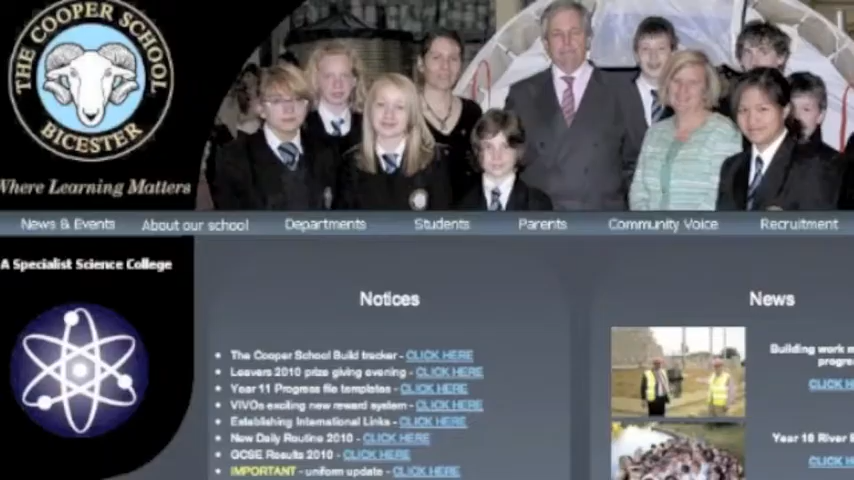 THE COOPER SCHOOL
BICESTER
Where Learning Matters
News & Events About our school Departments Students Parents Community Voice Recruitment
A Specialist Science College
Notices
The Cooper School Build tracker - CLICK HERE
Leavers 2010 prize giving evening - CLICK HERE
Year 11 Progress file templates - CLICK HERE
VIVOs exciting new reward system - CLICK HERE
Establishing International Links - CLICK HERE
New Daily Routine 2010 - CLICK HERE
GCSE Results 2010 - CLICK HERE
IMPORTANT - uniform update - CLICK HERE
News
Building work
CLICK
Year 10 River
CLICK